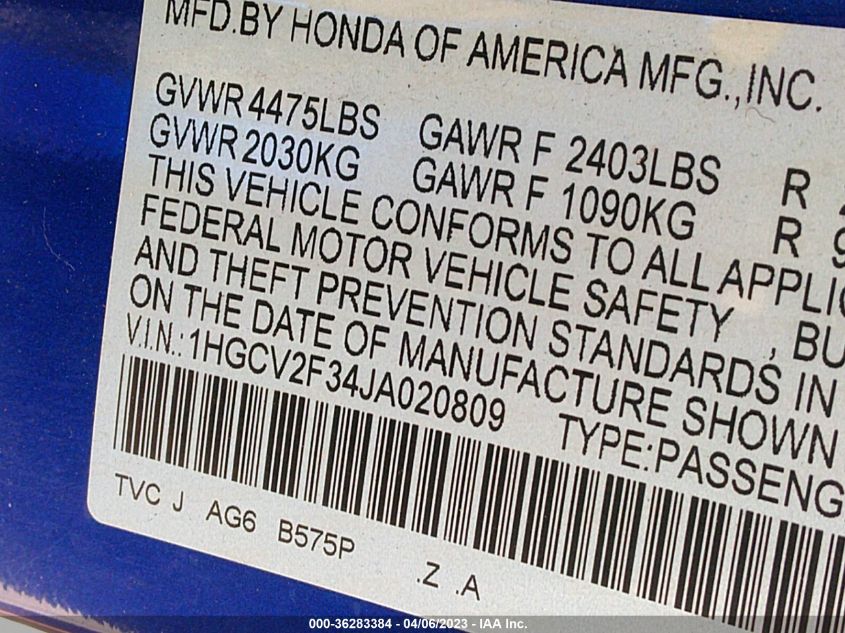 MFD.BY HONDA OF AMERICA MFG.,INC.
GVWR 4475LBS GAWR F 2403LBS R
GVWR 2030KG GAWR F 1090KG R 9
THIS VEHICLE CONFORMS TO ALL APPLIC
FEDERAL MOTOR VEHICLE SAFETY , BU
AND THEFT PREVENTION STANDARDS IN
ON THE DATE OF MANUFACTURE SHOWN
V.I.N.: 1HGCV2F34JA020809 TYPE:PASSENG
TVC J AG6 B575P .Z .A
000-36283384 - 04/06/2023 - IAA Inc.